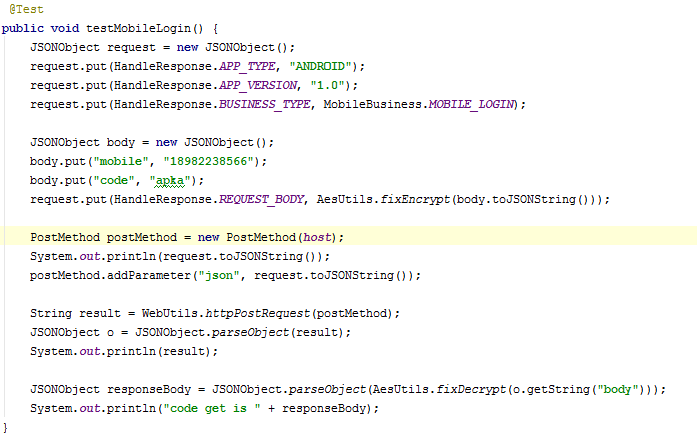 @Test
public void testMobileLogin() {
JSONObject request = new JSONObject();
request.put(HandleResponse.APP_TYPE, "ANDROID");
request.put(HandleResponse.APP_VERSION, "1.0");
request.put(HandleResponse.BUSINESS_TYPE, MobileBusiness.MOBILE_LOGIN);
JSONObject body = new JSONObject();
body.put("mobile", "18982238566");
body.put("code", "apka");
request.put(HandleResponse.REQUEST_BODY, AesUtils.fixEncrypt(body.toJSONString()));
PostMethod postMethod = new PostMethod(host);
System.out.println(request.toJSONString());
postMethod.addParameter("json", request.toJSONString());
String result = WebUtils.httpPostRequest(postMethod);
JSONObject o = JSONObject.parseObject(result);
System.out.println(result);
JSONObject responseBody = JSONObject.parseObject(AesUtils.fixDecrypt(o.getString("body")));
System.out.println("code get is " + responseBody);
}